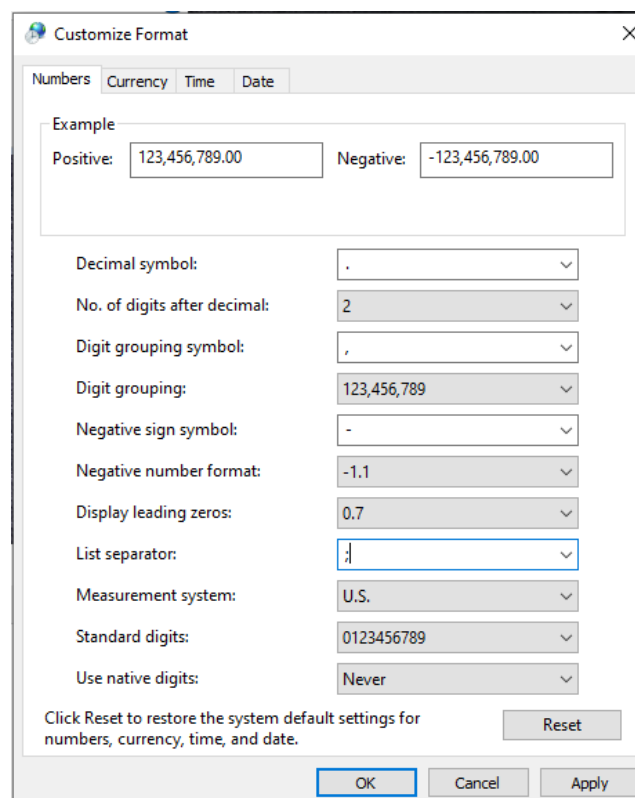 Customize Format
Numbers Currency Time Date
Example
Positive: 123,456,789.00 Negative: -123,456,789.00
Decimal symbol: .
No. of digits after decimal: 2
Digit grouping symbol: ,
Digit grouping: 123,456,789
Negative sign symbol: -
Negative number format: -1.1
Display leading zeros: 0.7
List separator: ;
Measurement system: U.S.
Standard digits: 0123456789
Use native digits: Never
Click Reset to restore the system default settings for
numbers, currency, time, and date.
Reset
OK Cancel Apply